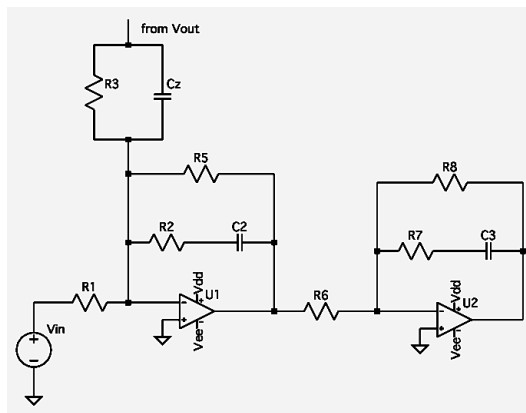 from Vout
R3
Cz
R5
R8
R2
C2
R7
C3
R1
Vdd
U1
R6
Vdd
U2
Vin
Vee
Vee